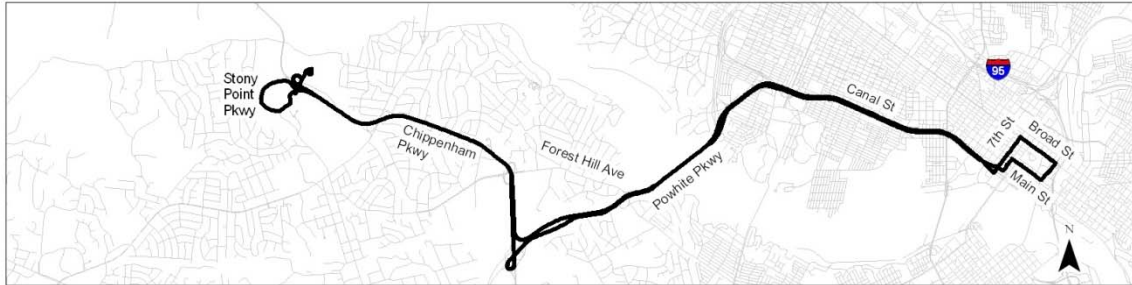 Stony
Point
Pkwy
Chippenham
Pkwy
Forest Hill Ave
Powhite Pkwy
Canal St
95
7th St
Broad St
Main St
N